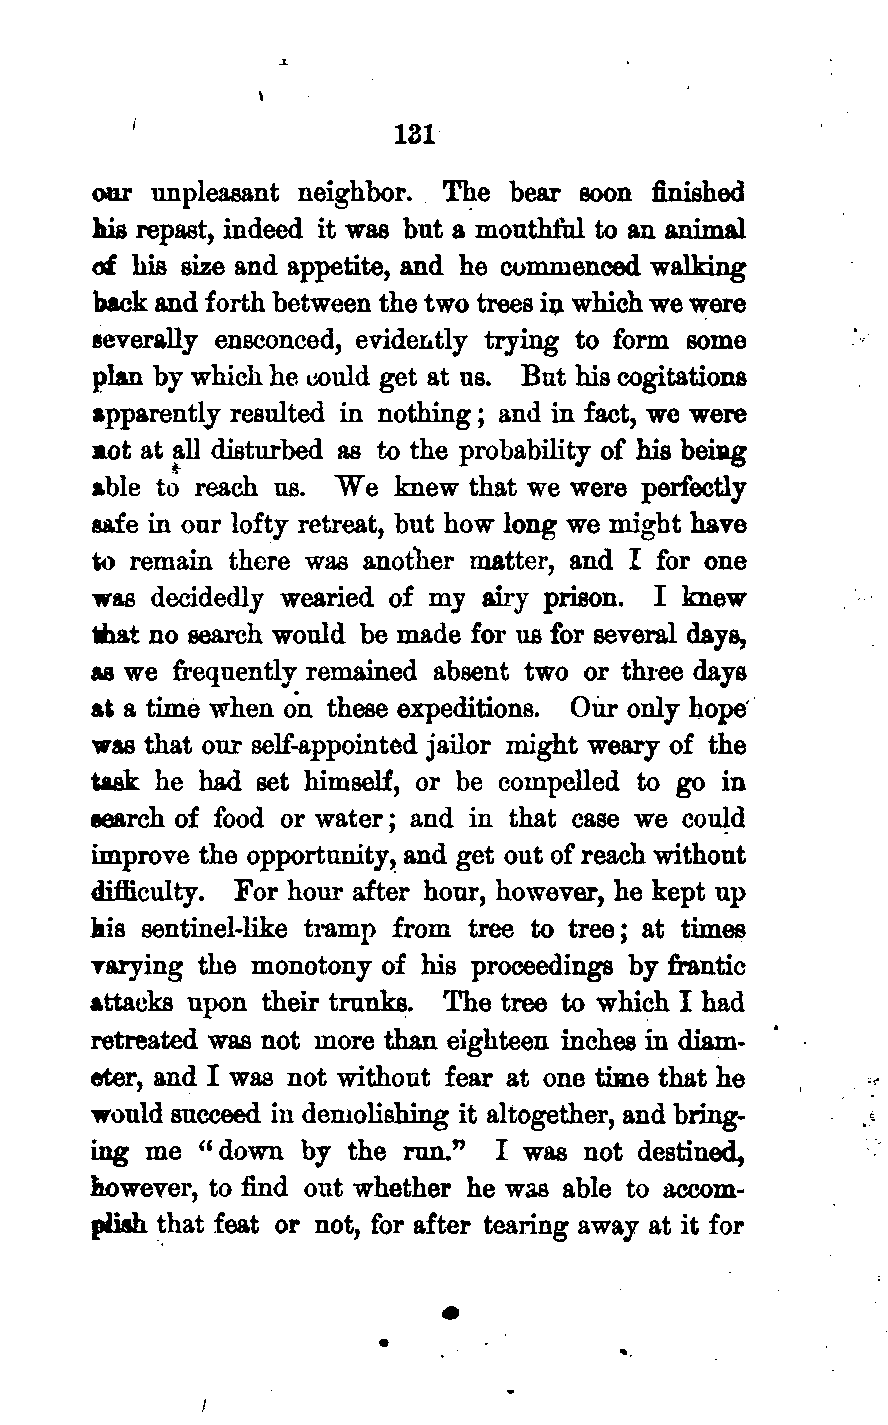 131
our unpleasant neighbor. The bear soon finished
his repast, indeed it was but a mouthful to an animal
of his size and appetite, and he commenced walking
back and forth between the two trees in which we were
severally ensconced, evidently trying to form some
plan by which he could get at us. But his cogitations
apparently resulted in nothing; and in fact, we were
not at all disturbed as to the probability of his being
able to reach us. We knew that we were perfectly
safe in our lofty retreat, but how long we might have
to remain there was another matter, and I for one
was decidedly wearied of my airy prison. I knew
that no search would be made for us for several days,
as we frequently remained absent two or three days
at a time when on these expeditions. Our only hope
was that our self-appointed jailor might weary of the
task he had set himself, or be compelled to go in
search of food or water; and in that case we could
improve the opportunity, and get out of reach without
difficulty. For hour after hour, however, he kept up
his sentinel-like tramp from tree to tree; at times
varying the monotony of his proceedings by frantic
attacks upon their trunks. The tree to which I had
retreated was not more than eighteen inches in diam-
eter, and I was not without fear at one time that he
would succeed in demolishing it altogether, and bring-
ing me "down by the run." I was not destined,
however, to find out whether he was able to accom-
plish that feat or not, for after tearing away at it for